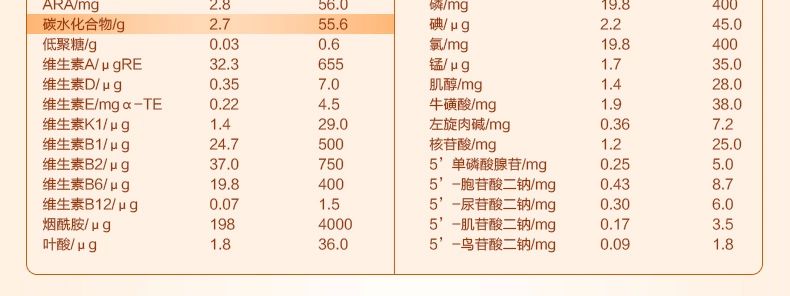 ARA/mg 2.8 56.0
碳水化合物/g 2.7 55.6
低聚糖/g 0.03 0.6
维生素A/μgRE 32.3 655
维生素D/μg 0.35 7.0
维生素E/mgα-TE 0.22 4.5
维生素K1/μg 1.4 29.0
维生素B1/μg 24.7 500
维生素B2/μg 37.0 750
维生素B6/μg 19.8 400
维生素B12/μg 0.07 1.5
烟酰胺/μg 198 4000
叶酸/μg 1.8 36.0
磷/mg 19.8 400
碘/μg 2.2 45.0
氯/mg 19.8 400
锰/μg 1.7 35.0
肌醇/mg 1.4 28.0
牛磺酸/mg 1.9 38.0
左旋肉碱/mg 0.36 7.2
核苷酸/mg 1.2 25.0
5’单磷酸腺苷/mg 0.25 5.0
5’-胞苷酸二钠/mg 0.43 8.7
5’-尿苷酸二钠/mg 0.30 6.0
5’-肌苷酸二钠/mg 0.17 3.5
5’-鸟苷酸二钠/mg 0.09 1.8